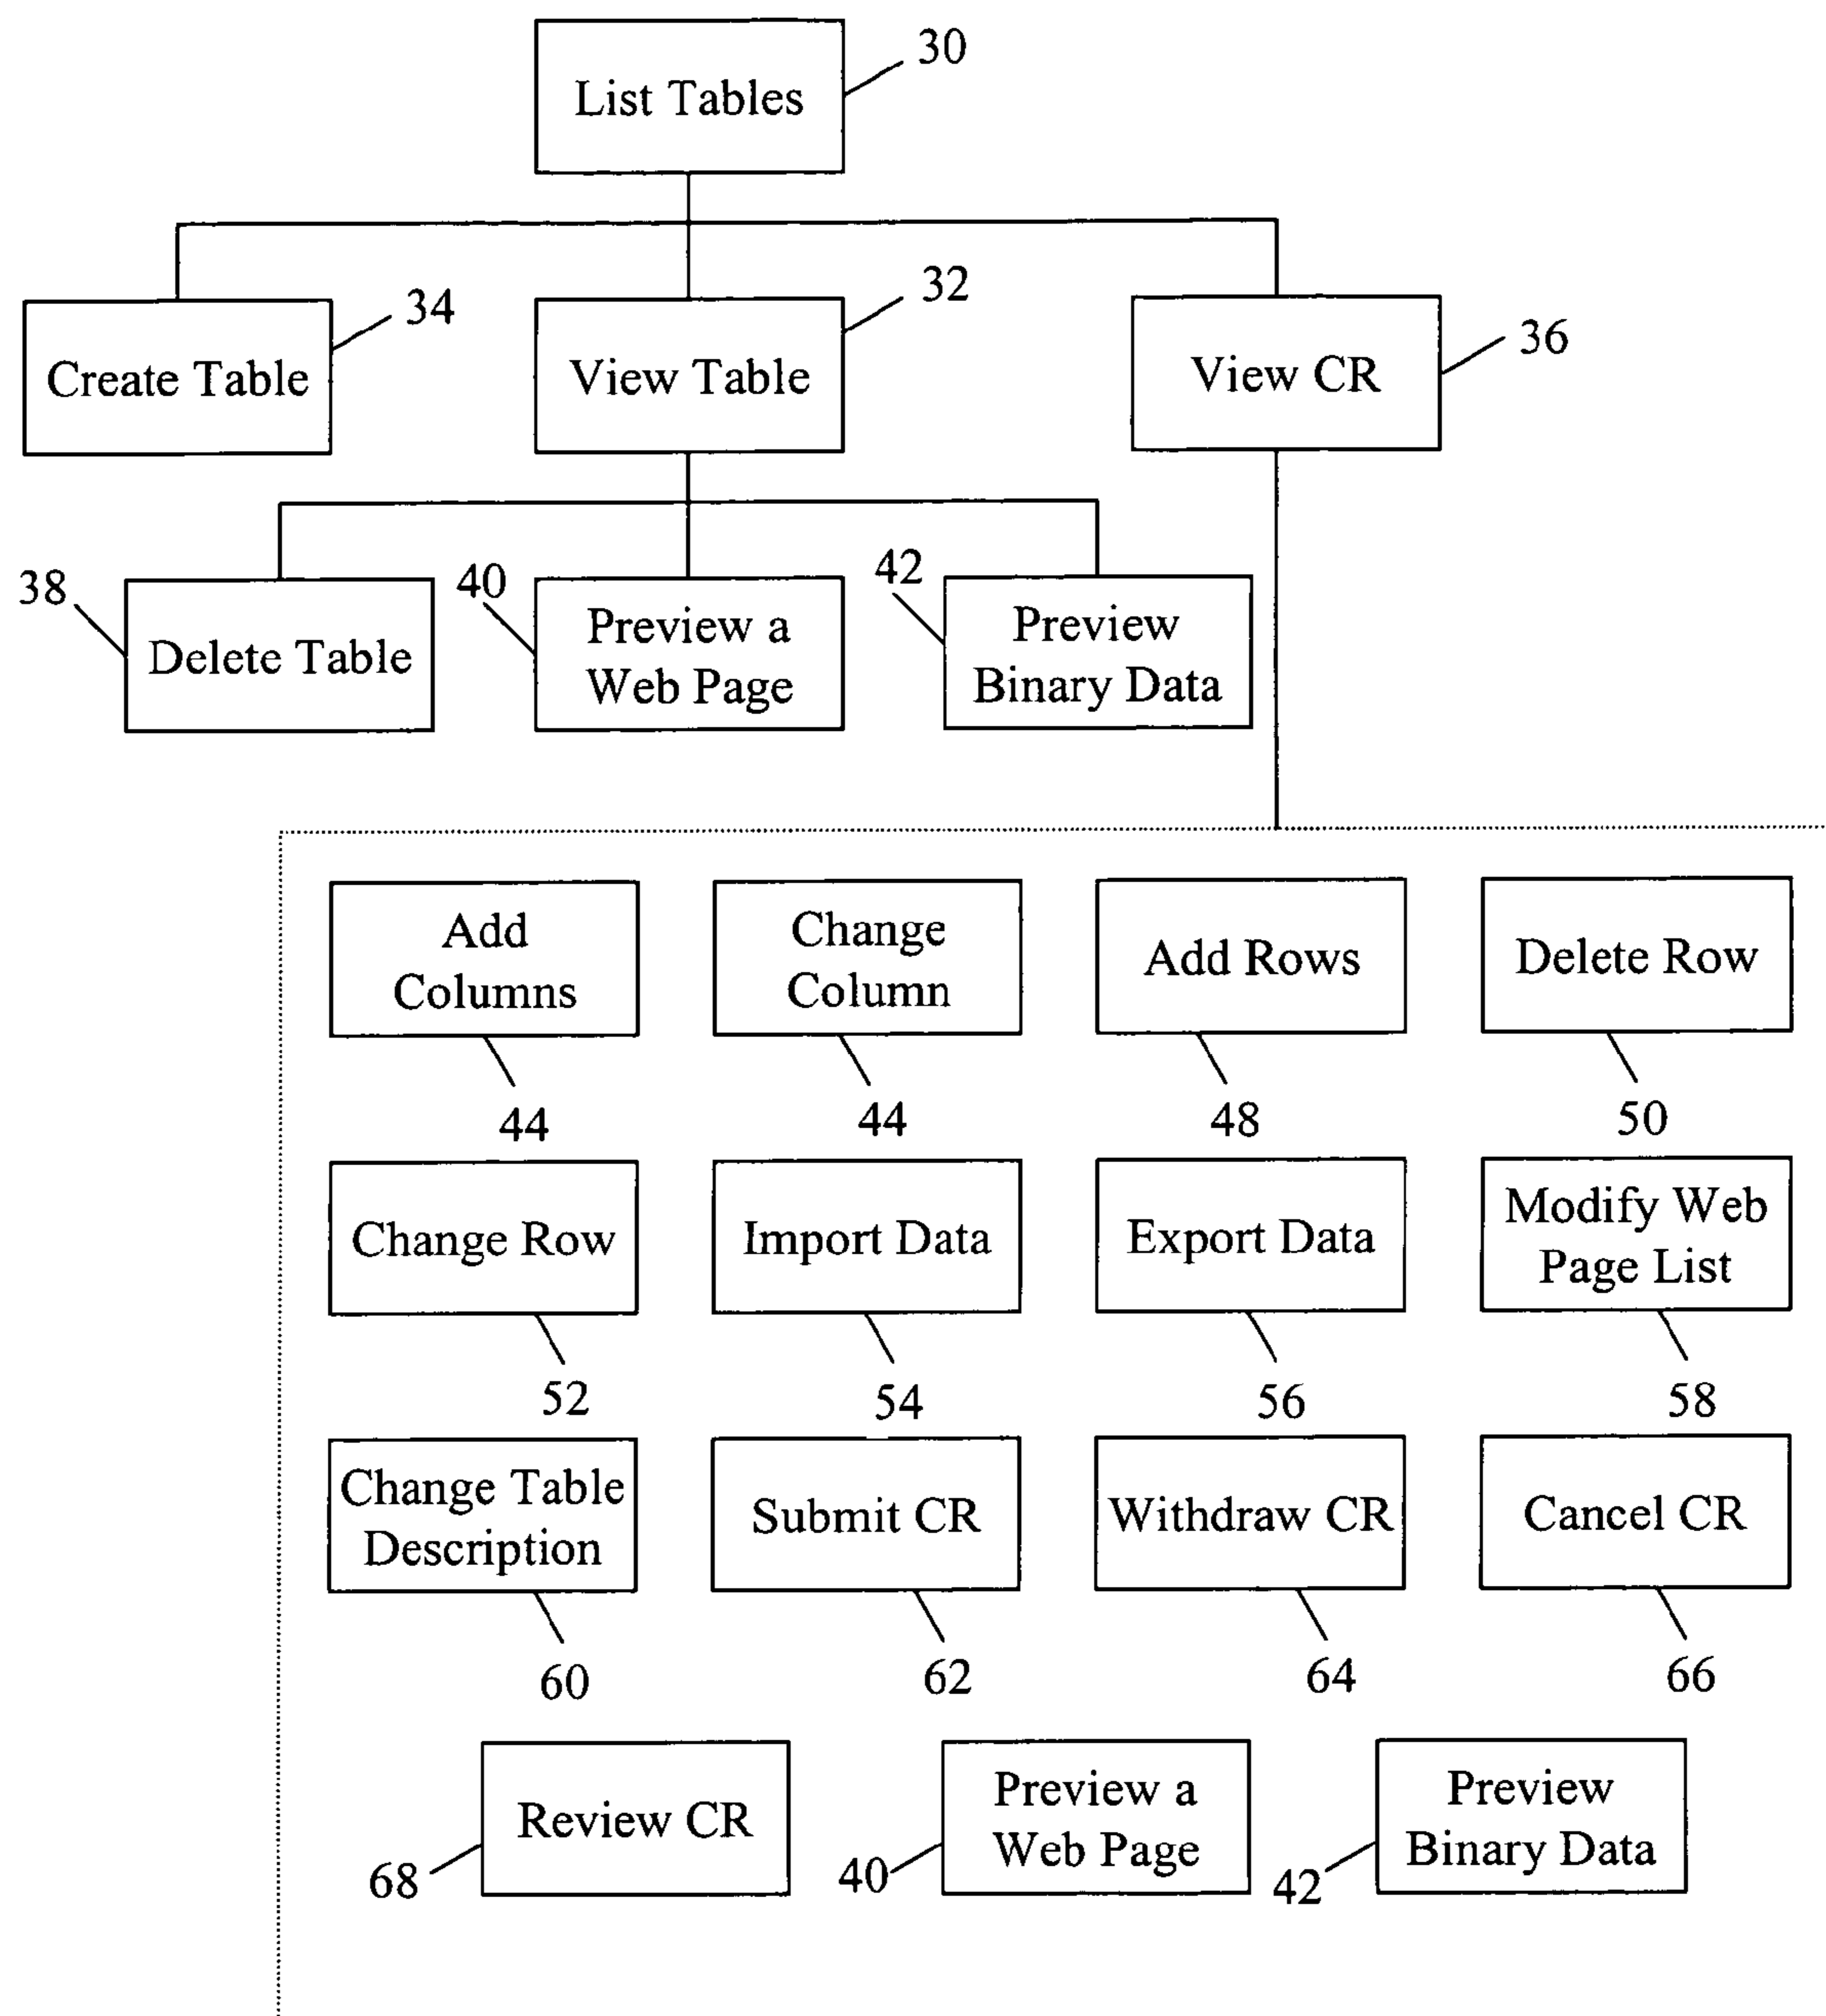 30
List Tables
34
32
36
Create Table
View Table
View CR
38
40
42
Delete Table
Preview a
Web Page
Preview
Binary Data
Add
Columns
Change
Column
Add Rows
Delete Row
44
44
48
50
Change Row
Import Data
Export Data
Modify Web
Page List
52
54
56
58
Change Table
Description
Submit CR
Withdraw CR
Cancel CR
60
62
64
66
Review CR
Preview a
Web Page
Preview
Binary Data
68
40
42